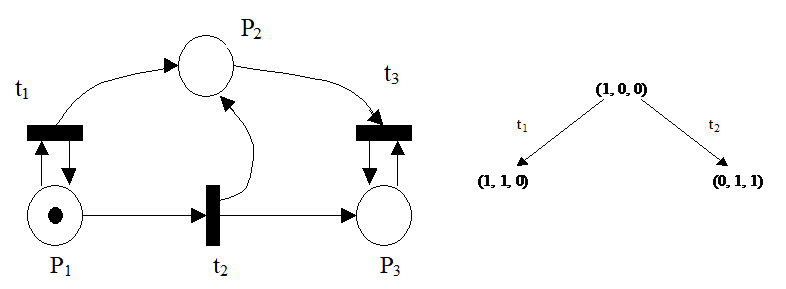 P₂
t₁
t₃
P₁
t₂
P₃
(1, 0, 0)
t₁
t₂
(1, 1, 0)
(0, 1, 1)